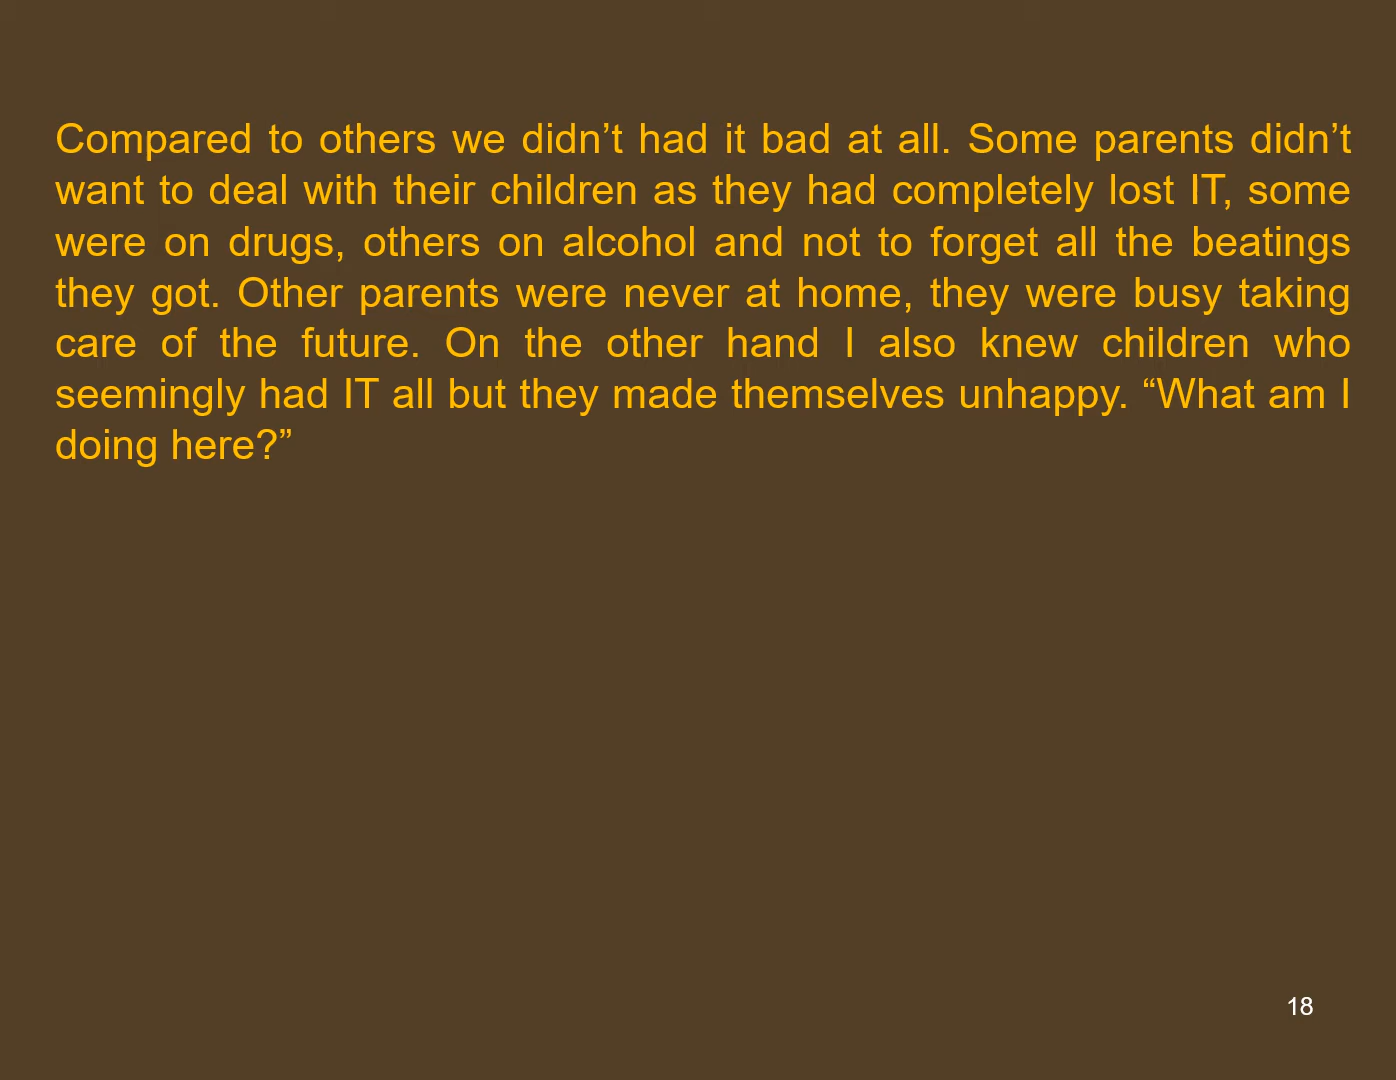 Compared to others we didn’t had it bad at all. Some parents didn’t
want to deal with their children as they had completely lost IT, some
were on drugs, others on alcohol and not to forget all the beatings
they got. Other parents were never at home, they were busy taking
care of the future. On the other hand I also knew children who
seemingly had IT all but they made themselves unhappy. “What am I
doing here?”
18